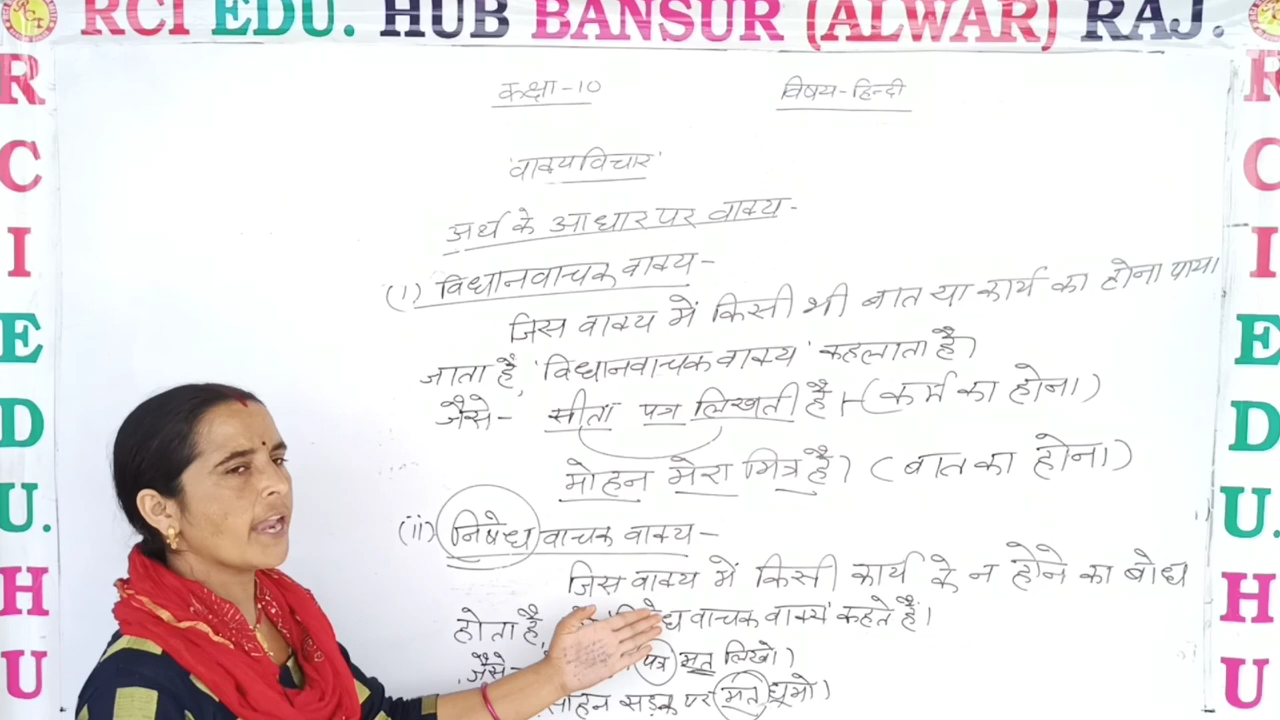 RCI EDU. HUB BANSUR (ALWAR) RAJ.
कक्षा-10 विषय-हिन्दी
'वाक्यविचार'
अर्थ के आधार पर वाक्य-
(i) विधानवाचक वाक्य-
जिस वाक्य में किसी भी बात या कार्य का होना पाया
जाता है, 'विधानवाचक वाक्य' कहलाता है।
जैसे- सीता पत्र लिखती है। -(कर्म का होना)
मोहन मेरा मित्र है। (बात का होना)
(ii) निषेधवाचक वाक्य-
जिस वाक्य में किसी कार्य के न होने का बोध
होता है, वाचक वाक्य' कहते हैं।
जैसे- पत्र मत लिखो।
मोहन सड़क पर मत घूमो।
R C I E D U. H U
R C I E D U. H U